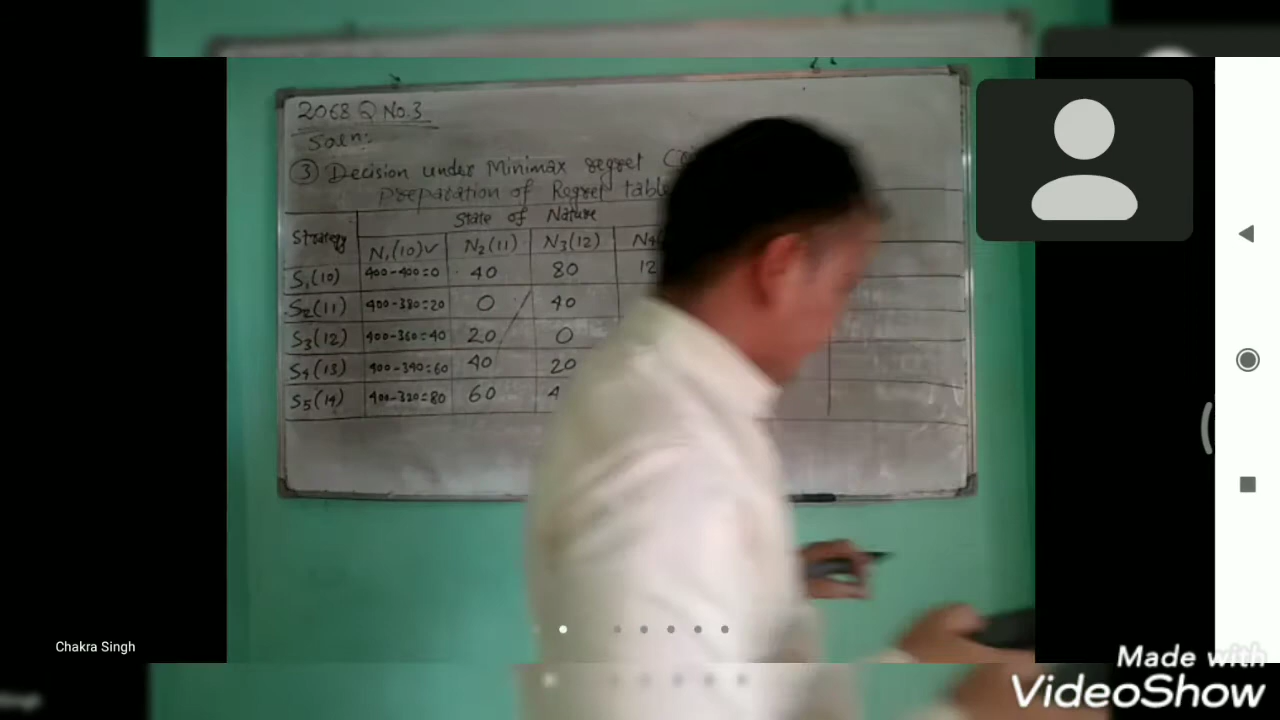 2068 Q No.3
Soln:
③ Decision under Minimax regret
Preparation of Regret table
State of Nature
Strategy N₁(10)√ N₂(11) N₃(12) N4
S₁(10) 400-400=0 40 80 12
S₂(11) 400-380=20 0 40
S₃(12) 400-360=40 20 0
S₄(13) 400-340=60 40 20
S₅(14) 400-320=80 60 4
Chakra Singh
Made with
VideoShow